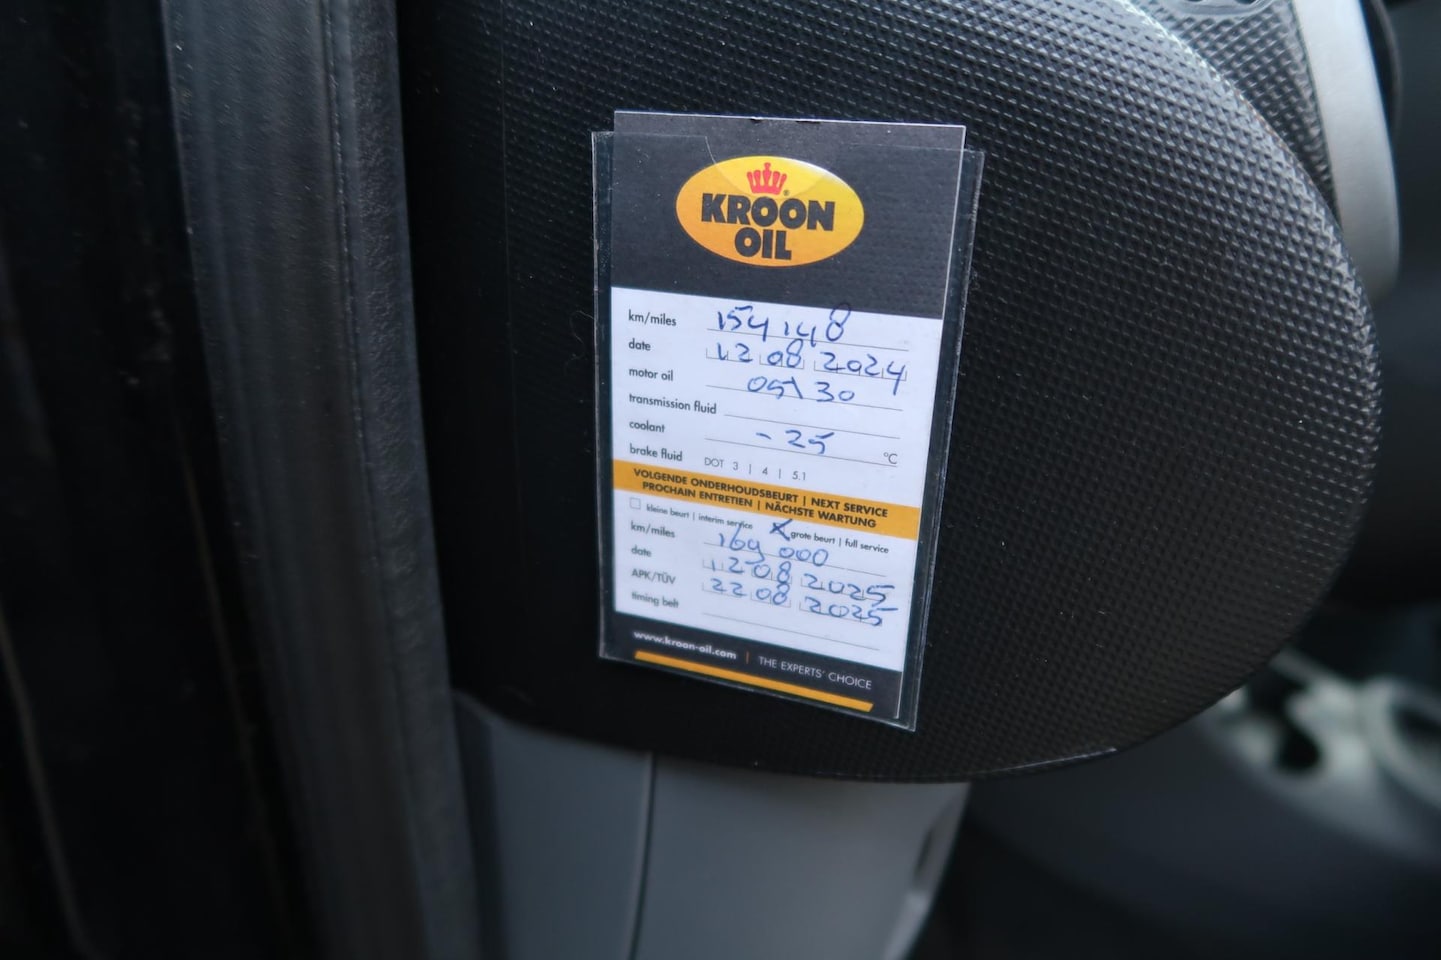 KROON
OIL
km/miles 154148
date 12 08 2024
motor oil 05\30
transmission fluid
coolant - 25 °C
brake fluid DOT 3 | 4 | 5.1
VOLGENDE ONDERHOUDSBEURT | NEXT SERVICE
PROCHAIN ENTRETIEN | NÄCHSTE WARTUNG
kleine beurt | interim service X grote beurt | full service
km/miles 169 000
date 12 08 2025
APK/TÜV 22 08 2025
timing belt
www.kroon-oil.com | THE EXPERTS' CHOICE